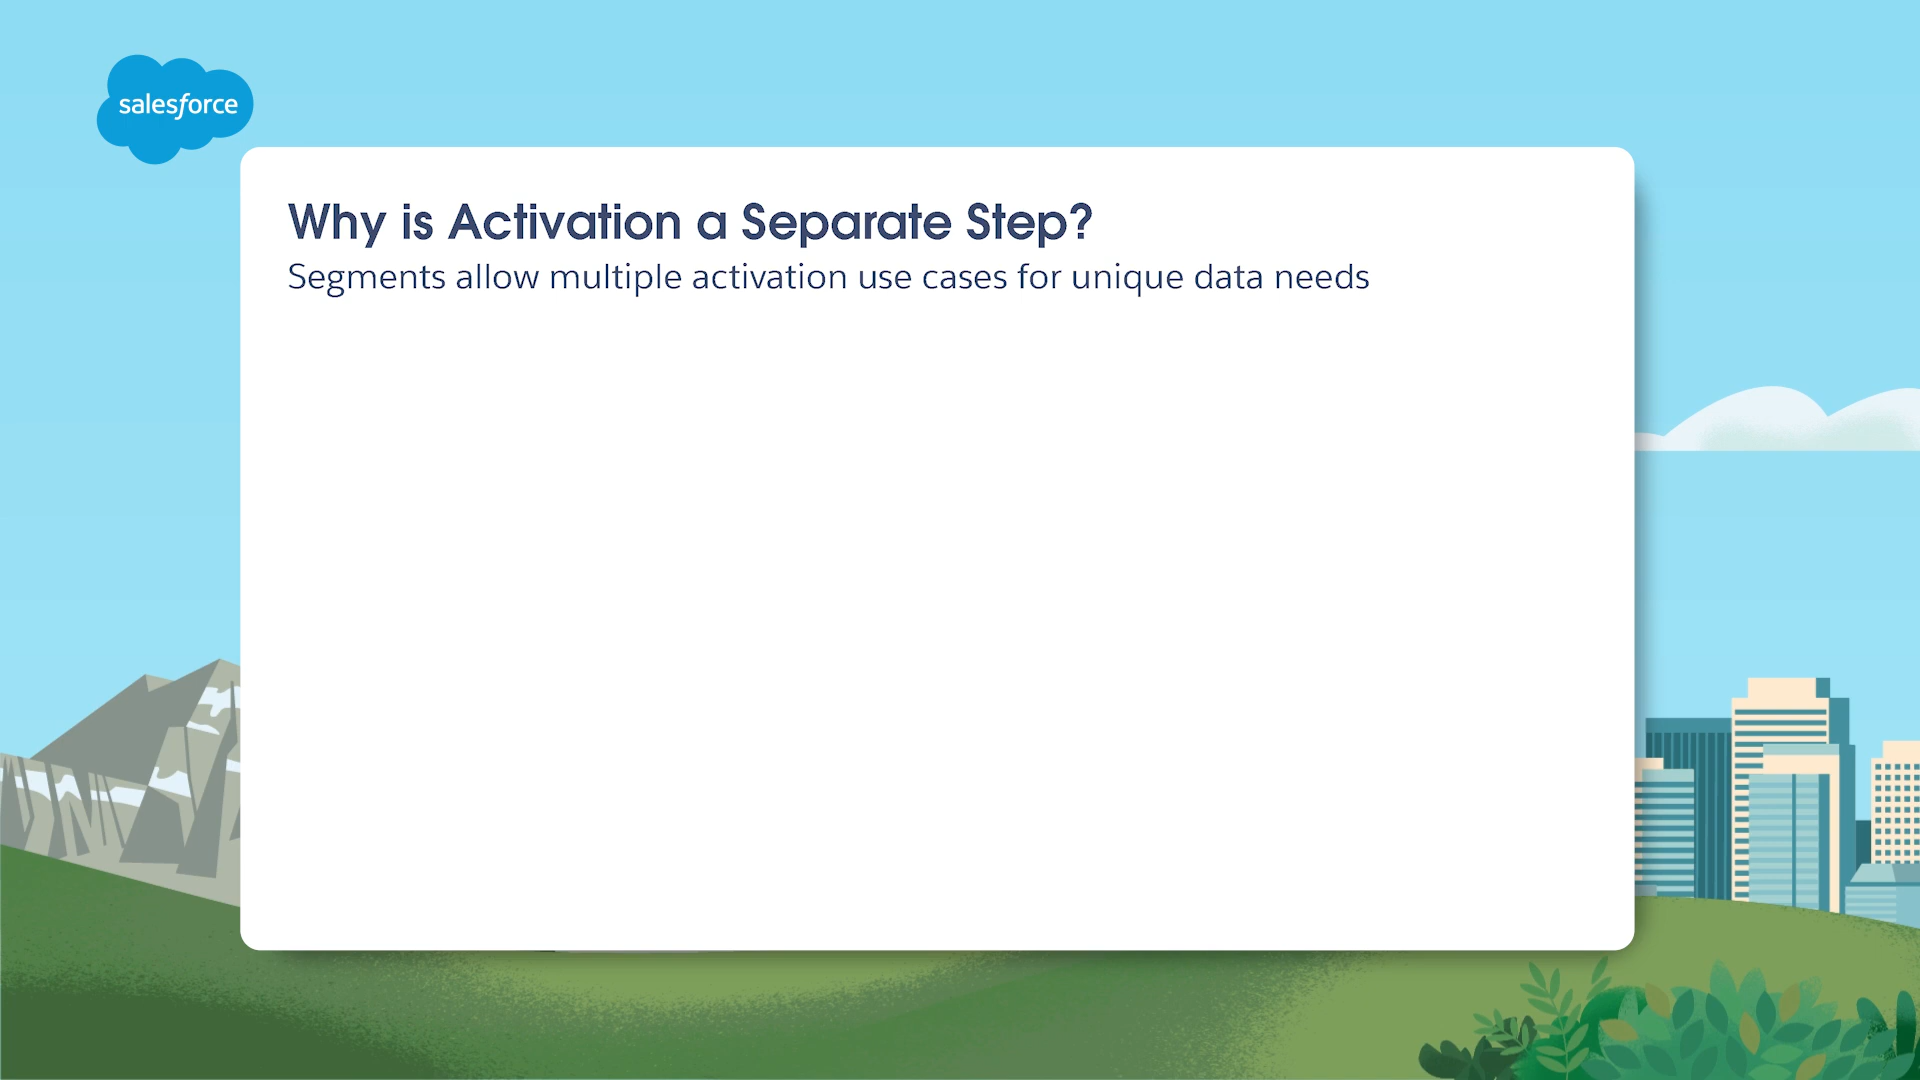 salesforce
Why is Activation a Separate Step?
Segments allow multiple activation use cases for unique data needs